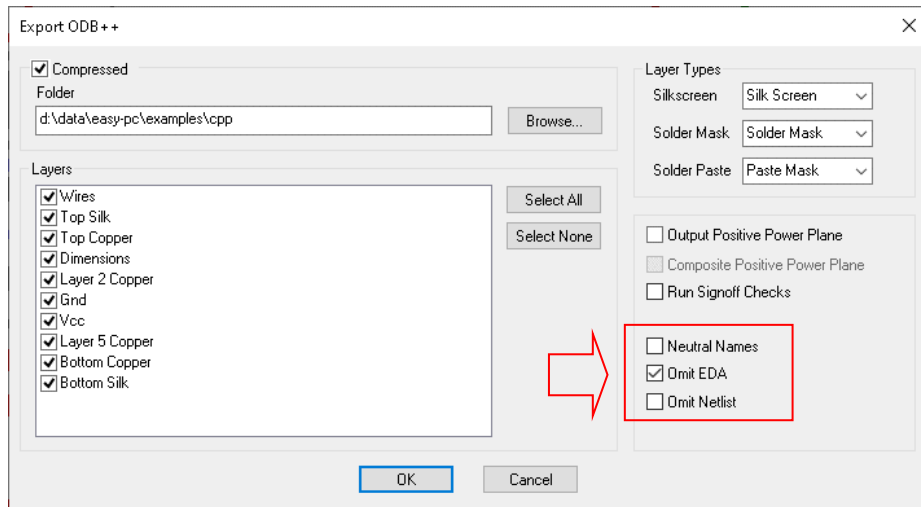 Export ODB++
Compressed
Folder
d:\data\easy-pc\examples\cpp
Browse...
Layers
Wires
Top Silk
Top Copper
Dimensions
Layer 2 Copper
Gnd
Vcc
Layer 5 Copper
Bottom Copper
Bottom Silk
Select All
Select None
Layer Types
Silkscreen Silk Screen
Solder Mask Solder Mask
Solder Paste Paste Mask
Output Positive Power Plane
Composite Positive Power Plane
Run Signoff Checks
Neutral Names
Omit EDA
Omit Netlist
OK
Cancel